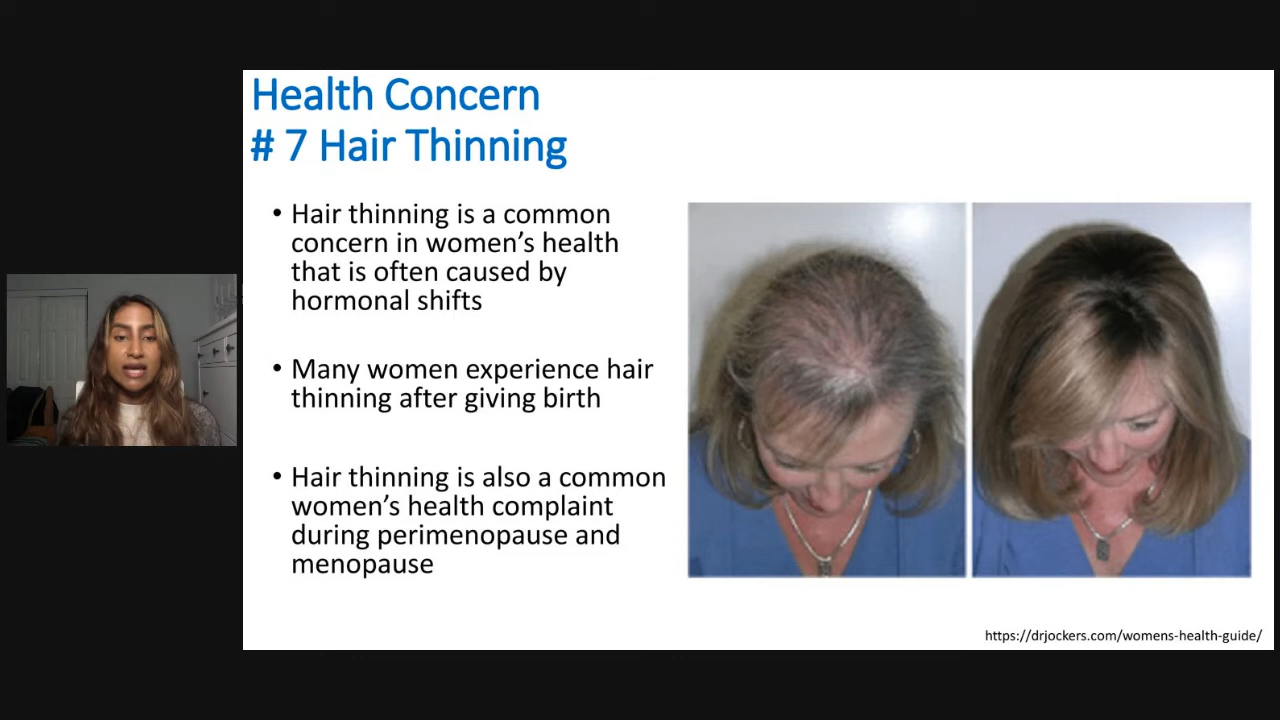 Health Concern
# 7 Hair Thinning
• Hair thinning is a common
concern in women’s health
that is often caused by
hormonal shifts
• Many women experience hair
thinning after giving birth
• Hair thinning is also a common
women’s health complaint
during perimenopause and
menopause
https://drjockers.com/womens-health-guide/